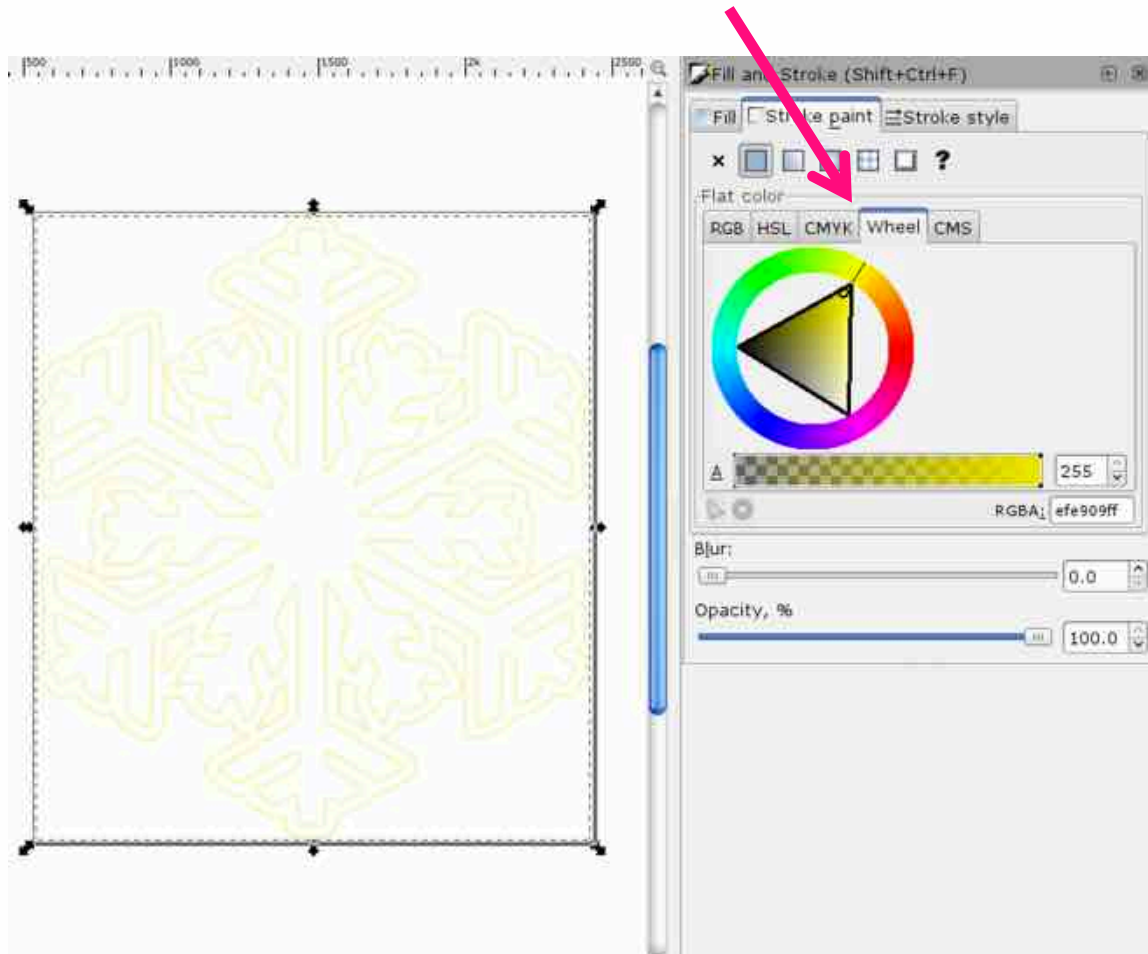 500 1000 1500 2k 2500
Fill and Stroke (Shift+Ctrl+F)
Fill Stroke paint Stroke style
?
Flat color
RGB HSL CMYK Wheel CMS
A 255
RGBA: efe909ff
Blur:
0.0
Opacity, %
100.0